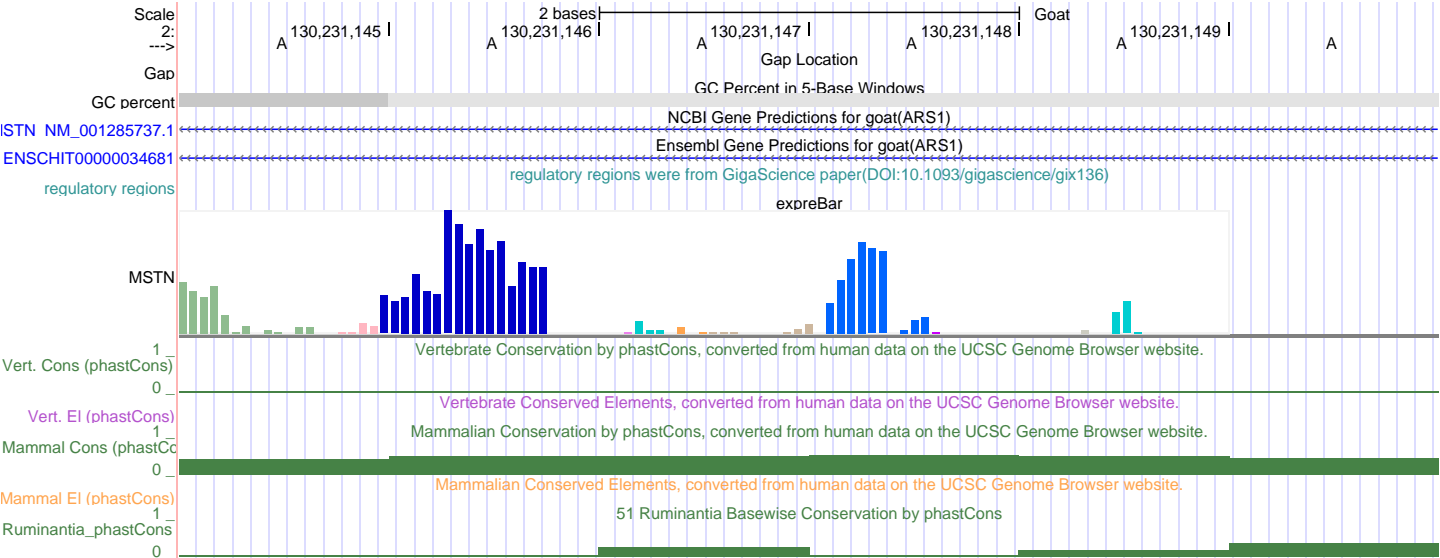 Scale 2 bases Goat
2: 130,231,145 130,231,146 130,231,147 130,231,148 130,231,149
---> A A A A A A
Gap Location
Gap
GC Percent in 5-Base Windows
GC percent
NCBI Gene Predictions for goat(ARS1)
STN NM_001285737.1
Ensembl Gene Predictions for goat(ARS1)
ENSCHIT00000034681
regulatory regions were from GigaScience paper(DOI:10.1093/gigascience/gix136)
regulatory regions
expreBar
MSTN
1 _
Vertebrate Conservation by phastCons, converted from human data on the UCSC Genome Browser website.
Vert. Cons (phastCons)
0 _
Vertebrate Conserved Elements, converted from human data on the UCSC Genome Browser website.
Vert. El (phastCons)
1 _
Mammalian Conservation by phastCons, converted from human data on the UCSC Genome Browser website.
Mammal Cons (phastCo
0 _
Mammalian Conserved Elements, converted from human data on the UCSC Genome Browser website.
Mammal El (phastCons)
1 _
51 Ruminantia Basewise Conservation by phastCons
Ruminantia_phastCons
0 _